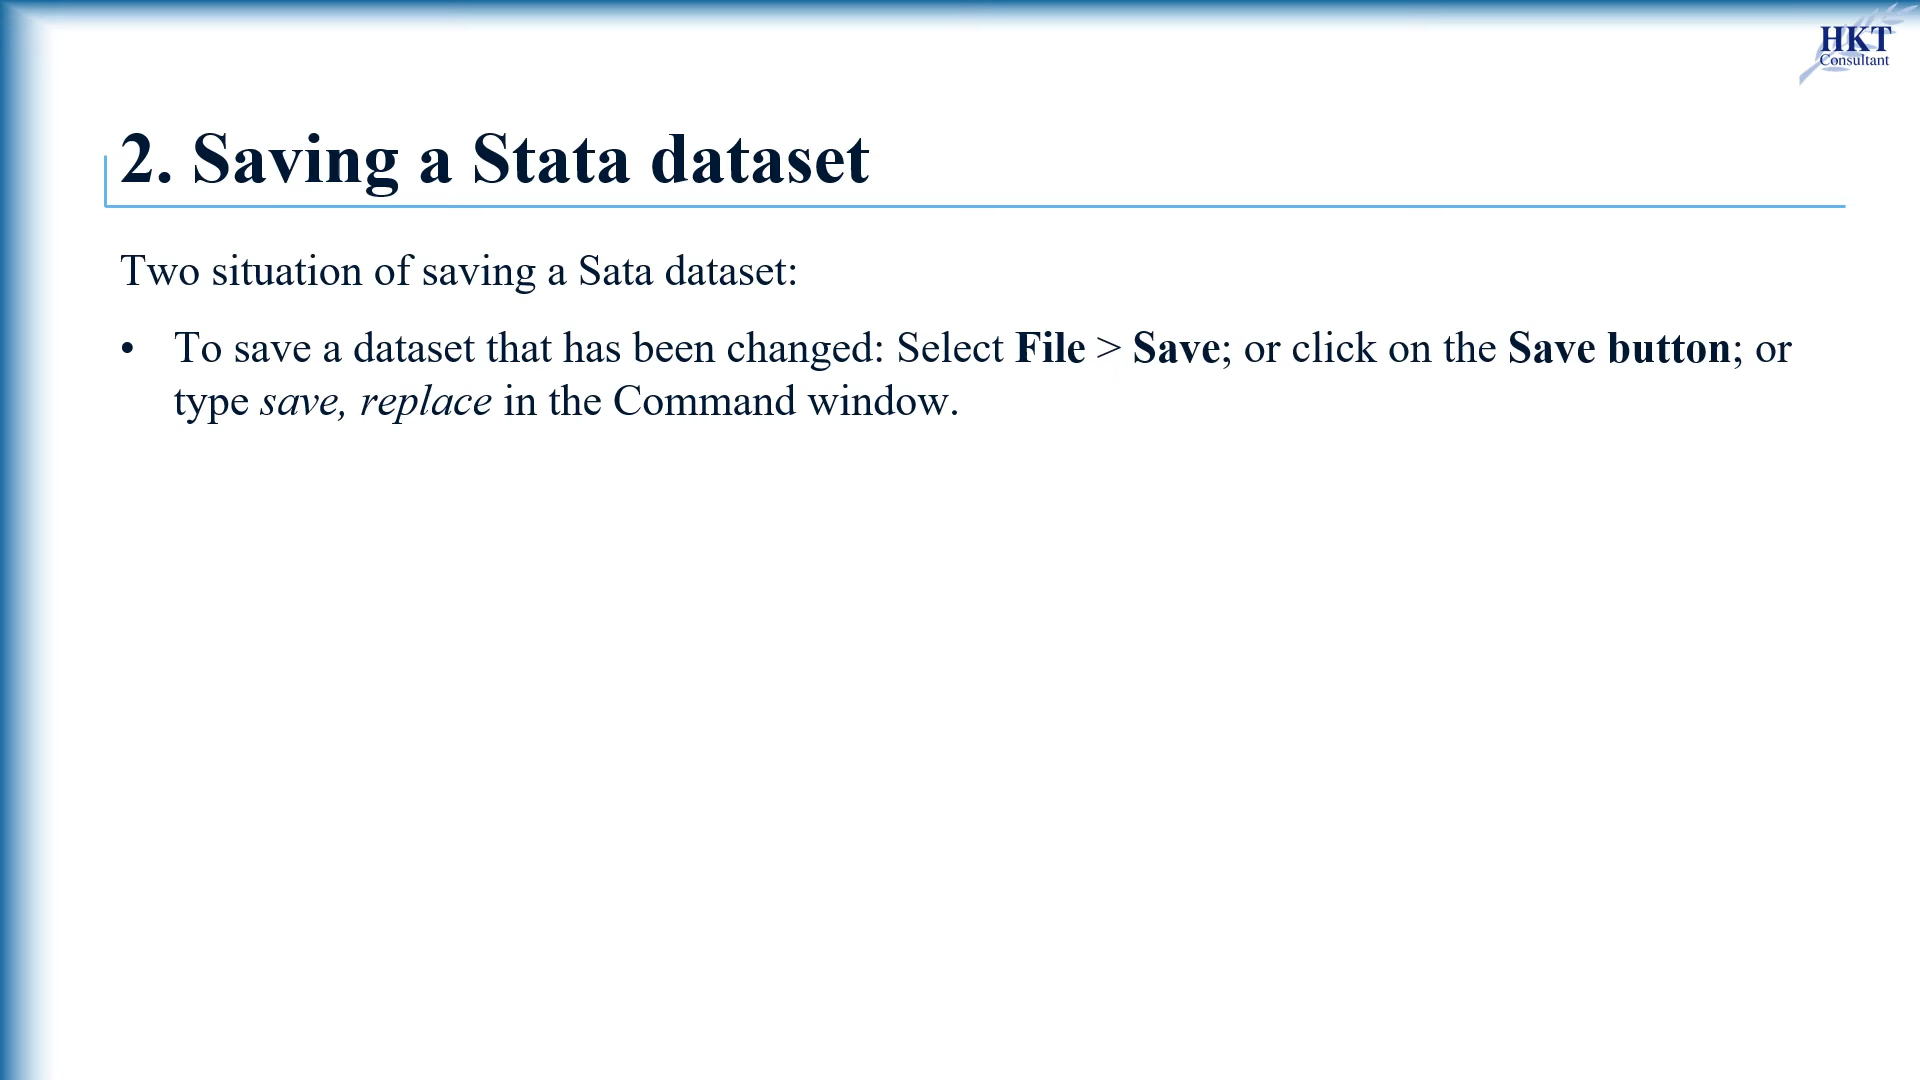 HKT
Consultant
2. Saving a Stata dataset
Two situation of saving a Sata dataset:
• To save a dataset that has been changed: Select File > Save; or click on the Save button; or
type save, replace in the Command window.